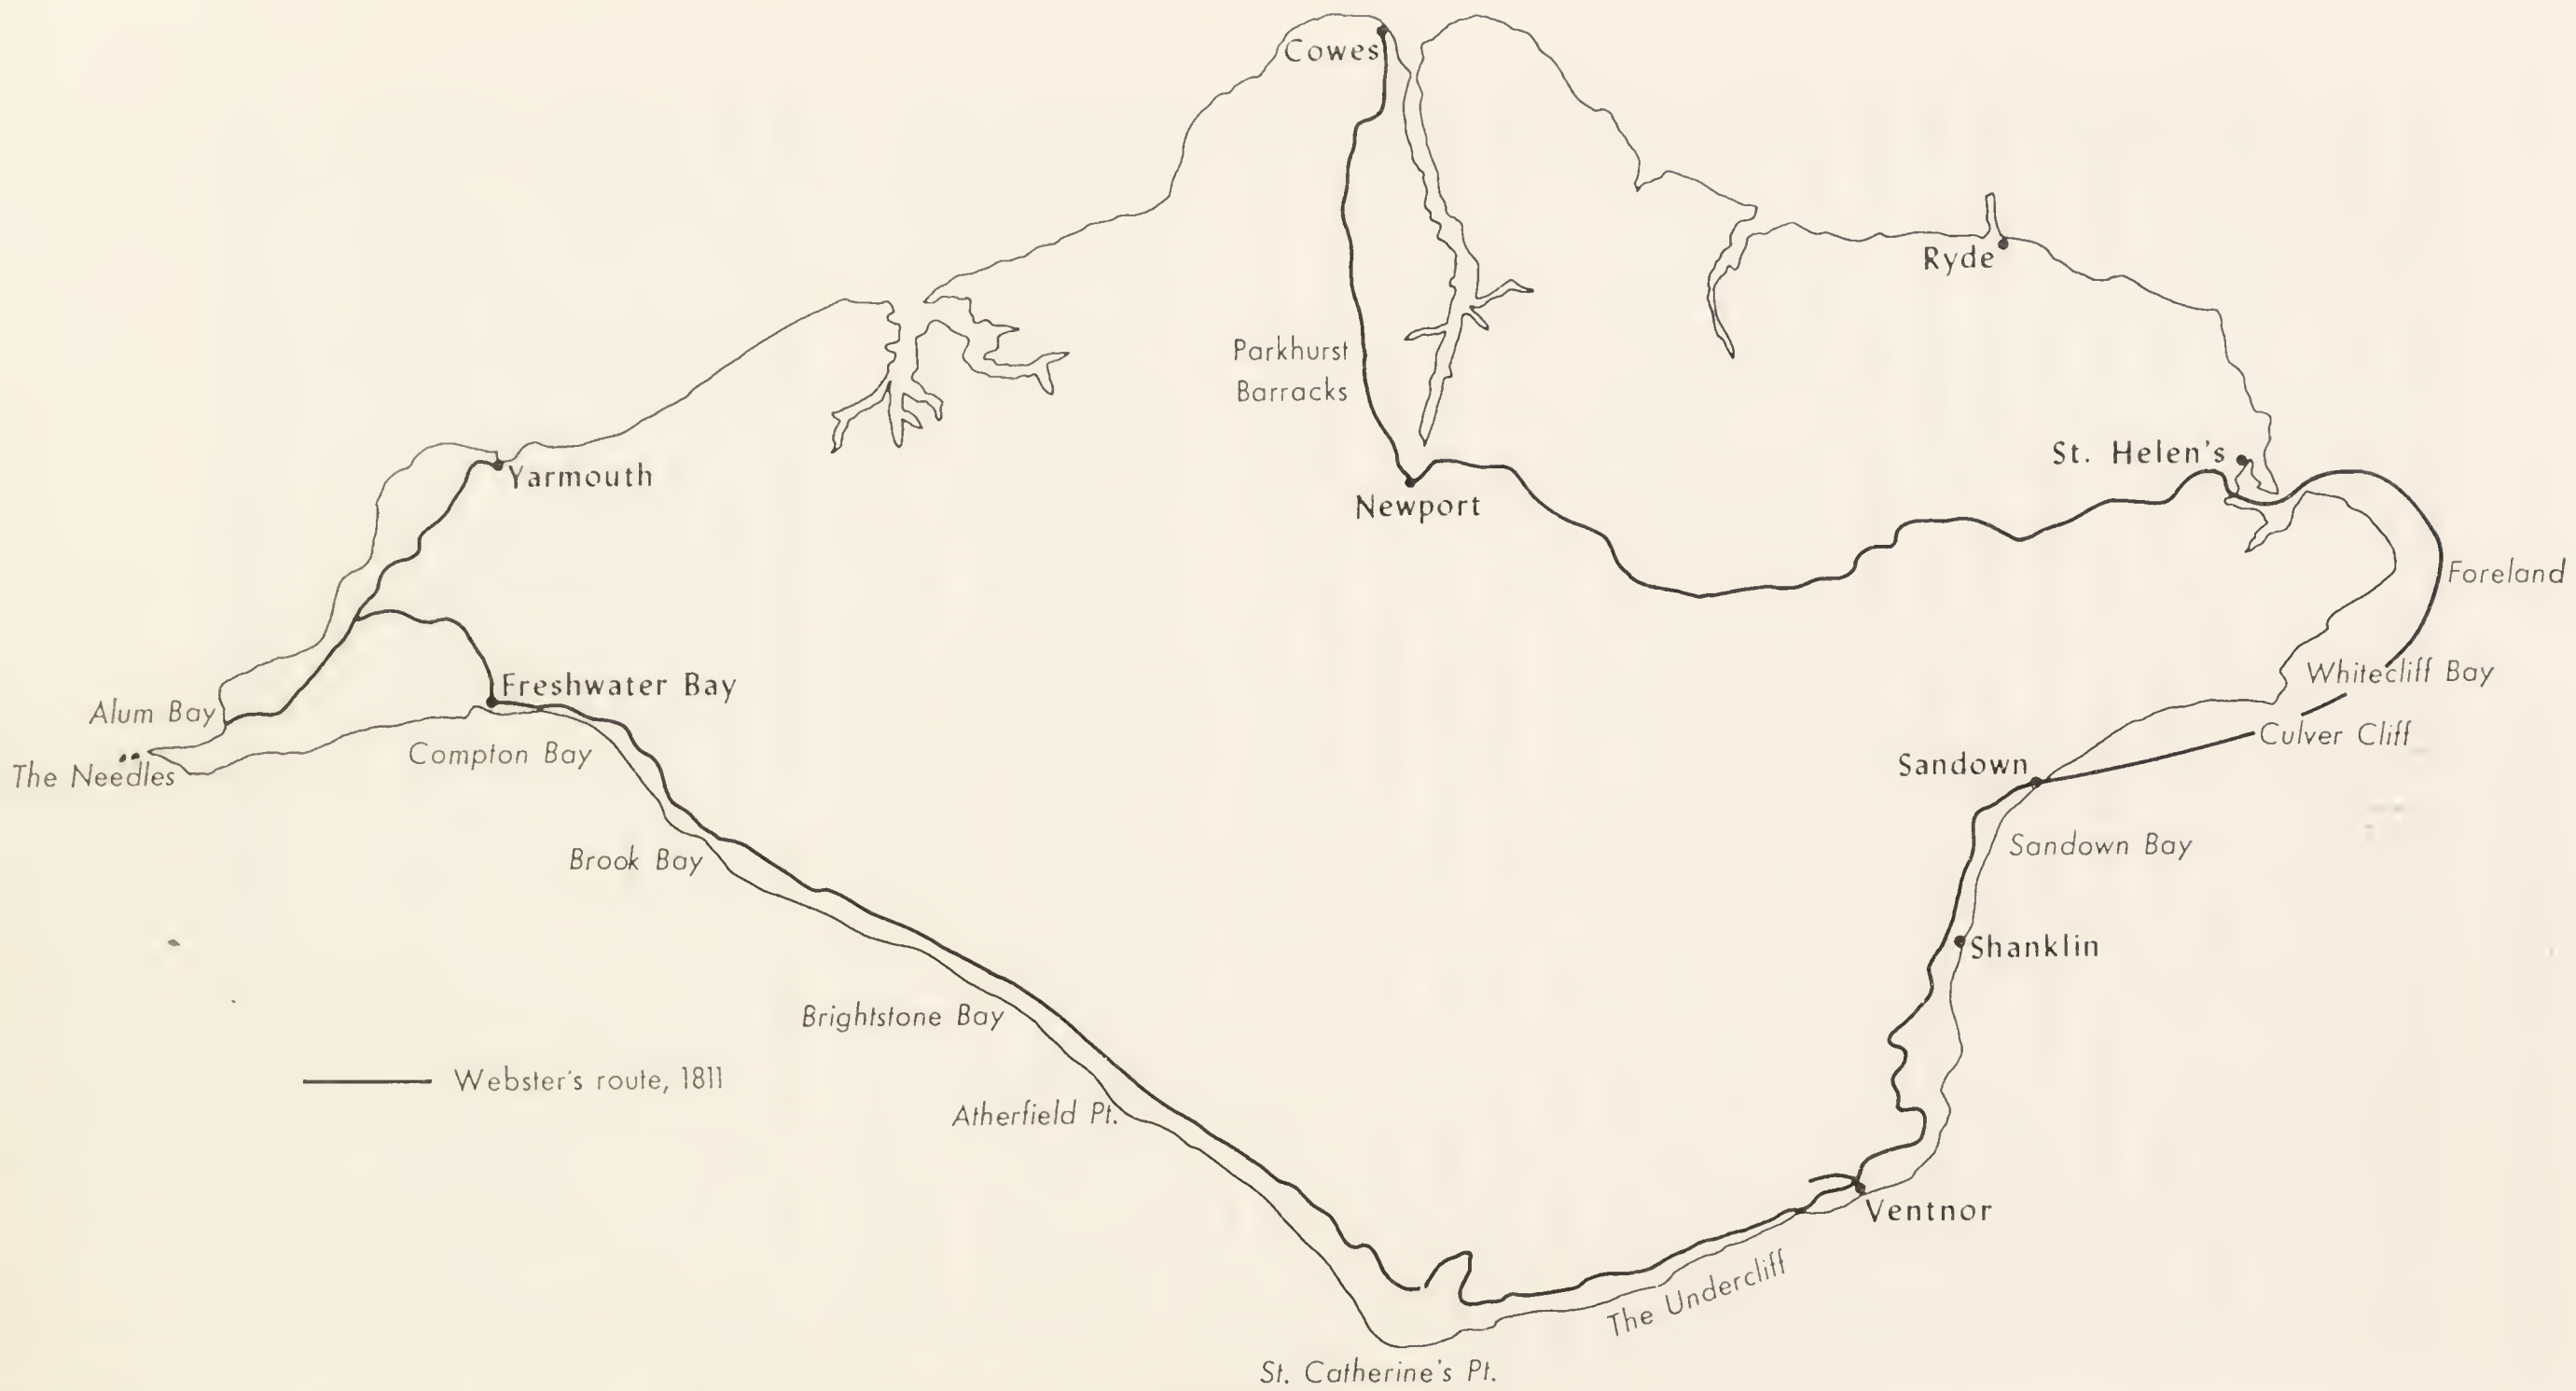 Cowes
Ryde
Parkhurst
Barracks
St. Helen's
Yarmouth
Newport
Foreland
Whitecliff Bay
Freshwater Bay
Alum Bay
Culver Cliff
Compton Bay
The Needles
Sandown
Sandown Bay
Brook Bay
Shanklin
Brightstone Bay
Webster's route, 1811
Atherfield Pt.
Ventnor
The Undercliff
St. Catherine's Pt.